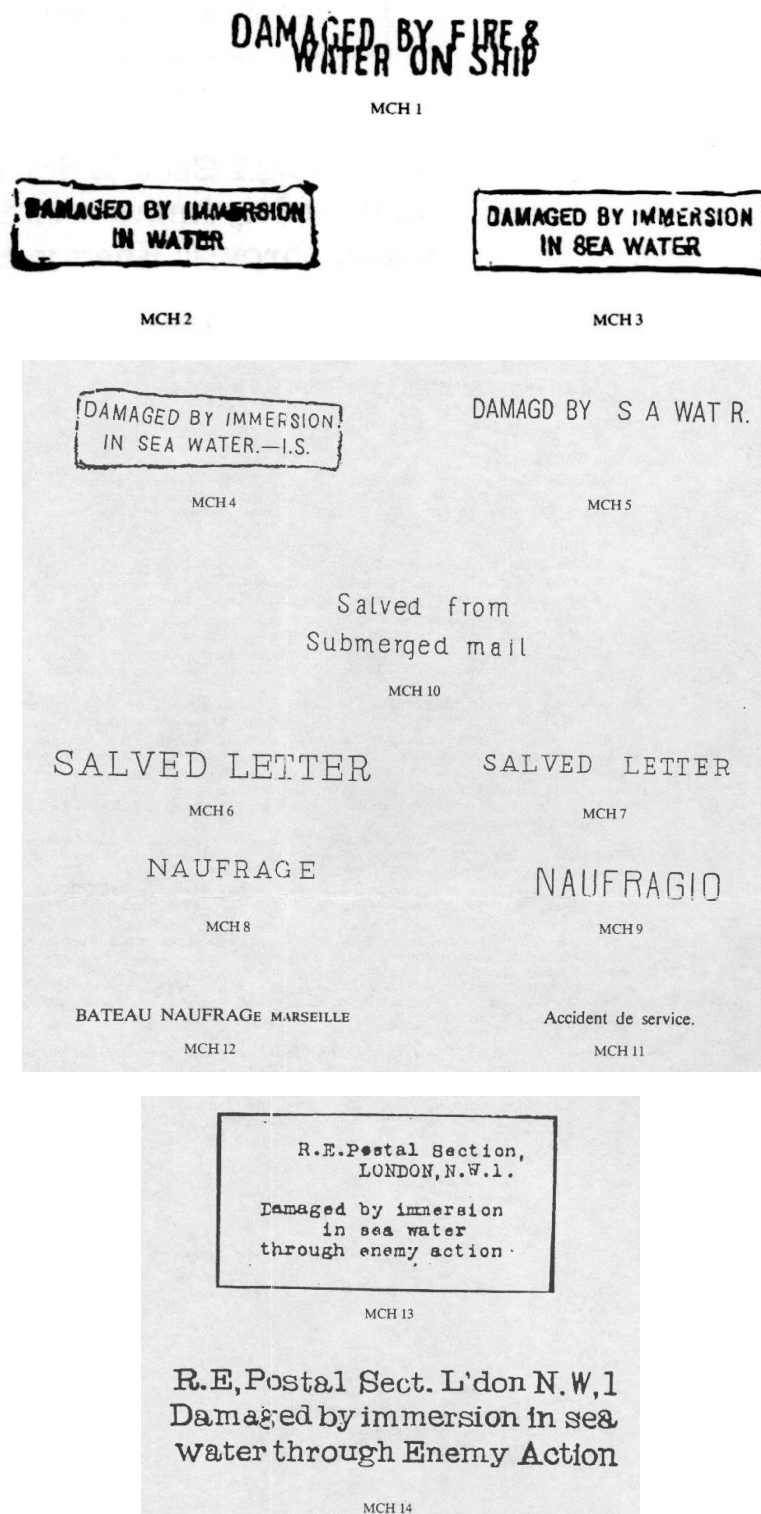 DAMAGED BY FIRE &
WATER ON SHIP
MCH 1
DAMAGED BY IMMERSION
IN WATER
MCH 2
DAMAGED BY IMMERSION
IN SEA WATER
MCH 3
DAMAGED BY IMMERSION
IN SEA WATER.—I.S.
MCH 4
DAMAGD BY S A WAT R.
MCH 5
Salved from
Submerged mail
MCH 10
SALVED LETTER
MCH 6
SALVED LETTER
MCH 7
NAUFRAGE
MCH 8
NAUFRAGIO
MCH 9
BATEAU NAUFRAGE MARSEILLE
MCH 12
Accident de service.
MCH 11
R.E.Postal Section,
LONDON,N.W.1.
Damaged by immersion
in sea water
through enemy action
MCH 13
R.E,Postal Sect. L'don N.W,1
Damaged by immersion in sea
water through Enemy Action
MCH 14